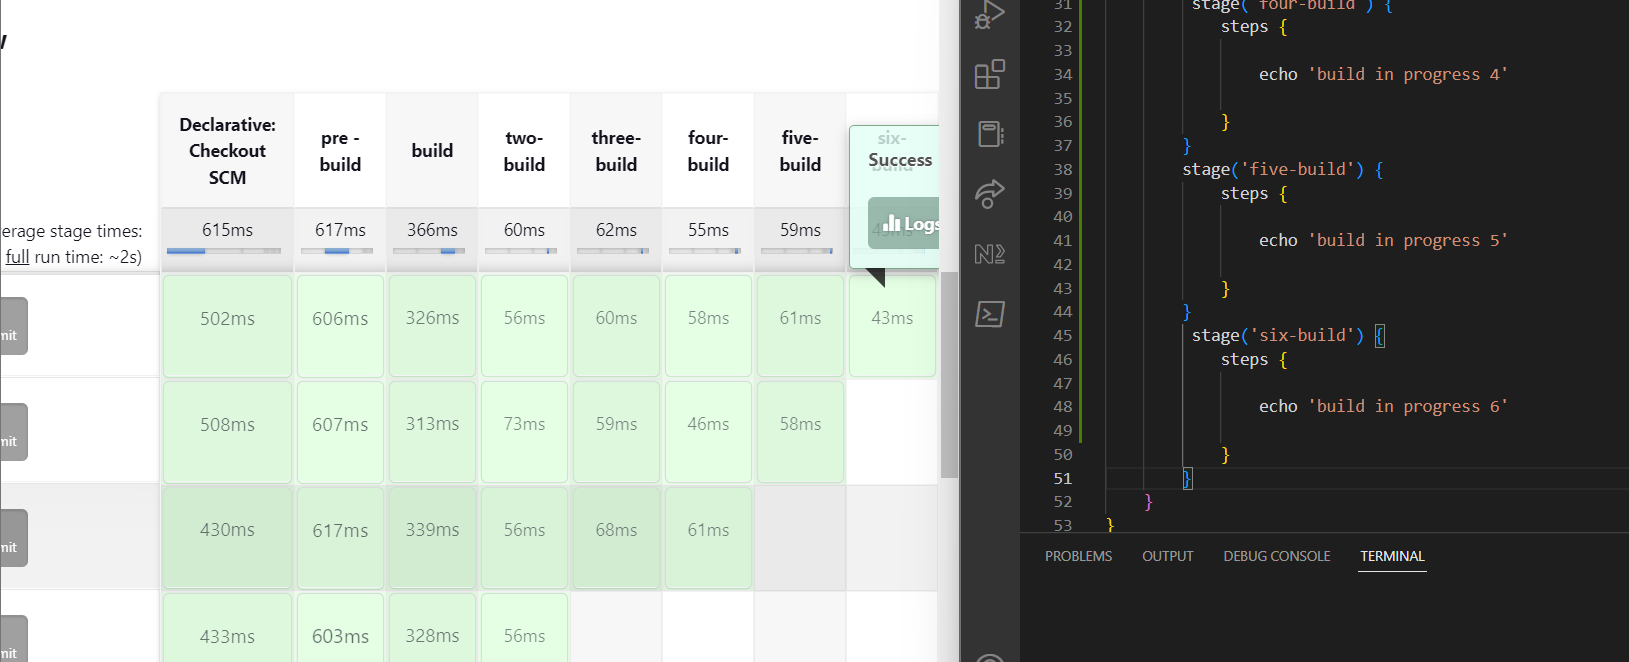 Declarative:
Checkout
SCM
pre -
build
build
two-
build
three-
build
four-
build
five-
build
six-
build
Success
Logs
erage stage times:
615ms
617ms
366ms
60ms
62ms
55ms
59ms
full run time: ~2s)
mit
502ms
606ms
326ms
56ms
60ms
58ms
61ms
43ms
mit
508ms
607ms
313ms
73ms
59ms
46ms
58ms
mit
430ms
617ms
339ms
56ms
68ms
61ms
mit
433ms
603ms
328ms
56ms
31 stage('four-build') {
32 steps {
33
34 echo 'build in progress 4'
35
36 }
37 }
38 stage('five-build') {
39 steps {
40
41 echo 'build in progress 5'
42
43 }
44 }
45 stage('six-build') {
46 steps {
47
48 echo 'build in progress 6'
49
50 }
51 }
52 }
53 }
PROBLEMS OUTPUT DEBUG CONSOLE TERMINAL